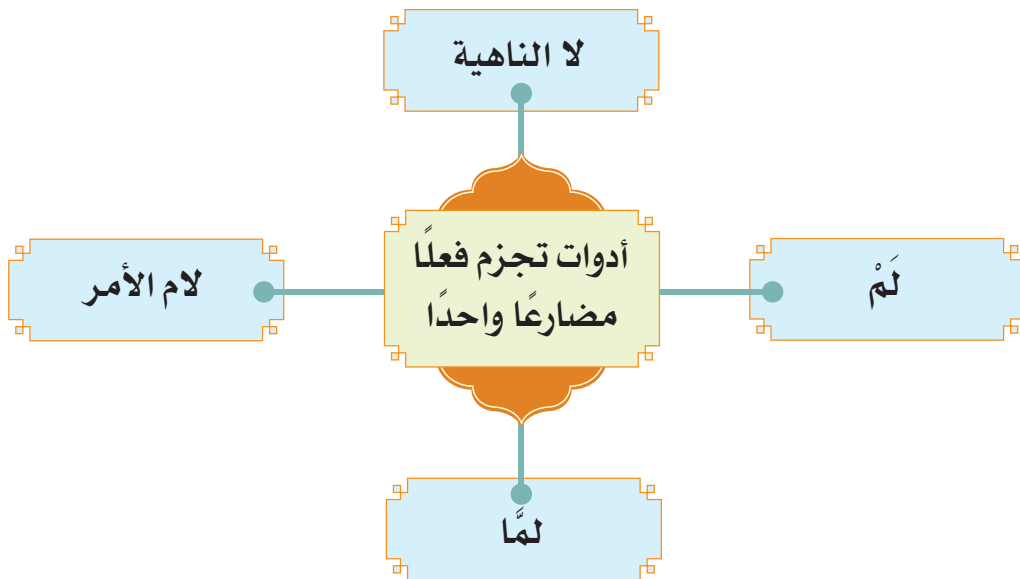 لا الناهية
أدوات تجزم فعلًا
مضارعًا واحدًا
لَمْ
لام الأمر
لمَّا